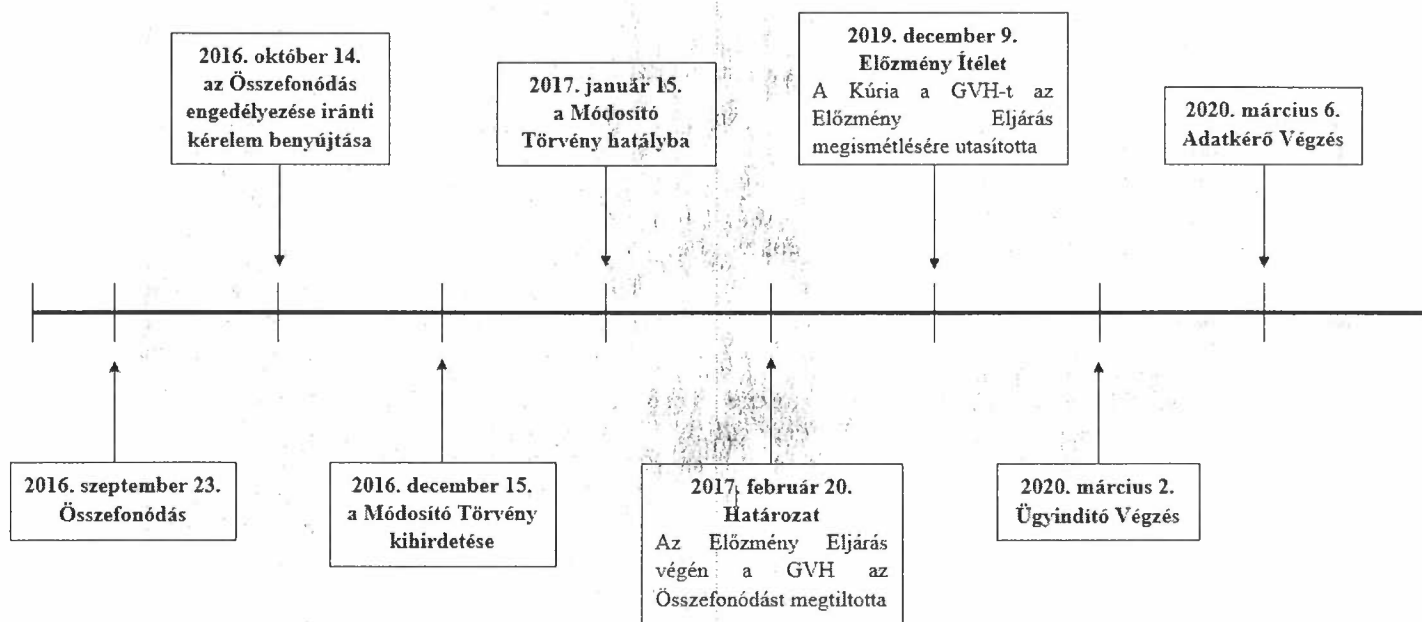 2016. október 14.
az Összefonódás
engedélyezése iránti
kérelem benyújtása
2017. január 15.
a Módosító
Törvény hatályba
2019. december 9.
Előzmény Ítélet
A Kúria a GVH-t az
Előzmény Eljárás
megismétlésére utasította
2020. március 6.
Adatkérő Végzés
2016. szeptember 23.
Összefonódás
2016. december 15.
a Módosító Törvény
kihirdetése
2017. február 20.
Határozat
Az Előzmény Eljárás
végén a GVH az
Összefonódást megtiltotta
2020. március 2.
Ügyindító Végzés